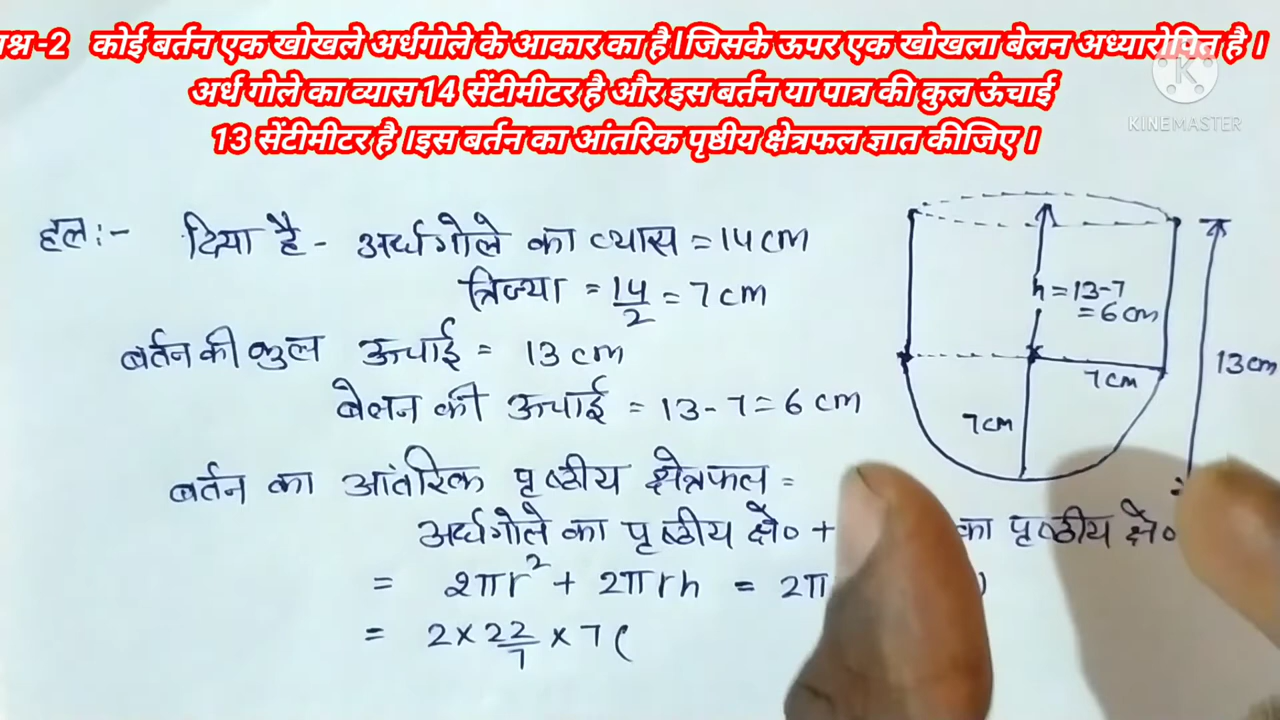 श्न -2 कोई बर्तन एक खोखले अर्धगोले के आकार का है।जिसके ऊपर एक खोखला बेलन अध्यारोपित है ।
अर्ध गोले का व्यास 14 सेंटीमीटर है और इस बर्तन या पात्र की कुल ऊंचाई
13 सेंटीमीटर है ।इस बर्तन का आंतरिक पृष्ठीय क्षेत्रफल ज्ञात कीजिए ।
KINEMASTER
हल:- दिया है - अर्धगोले का व्यास = 14 cm
त्रिज्या = 14/2 = 7 cm
बर्तन की कुल ऊचाई = 13 cm
बेलन की ऊचाई = 13 - 7 = 6 cm
बर्तन का आंतरिक पृष्ठीय क्षेत्रफल =
अर्धगोले का पृष्ठीय क्षे० + का पृष्ठीय क्षे०
= 2πr² + 2πrh = 2π )
= 2 × 22/7 × 7 (
h = 13-7
= 6 cm
7 cm
7 cm
13 cm